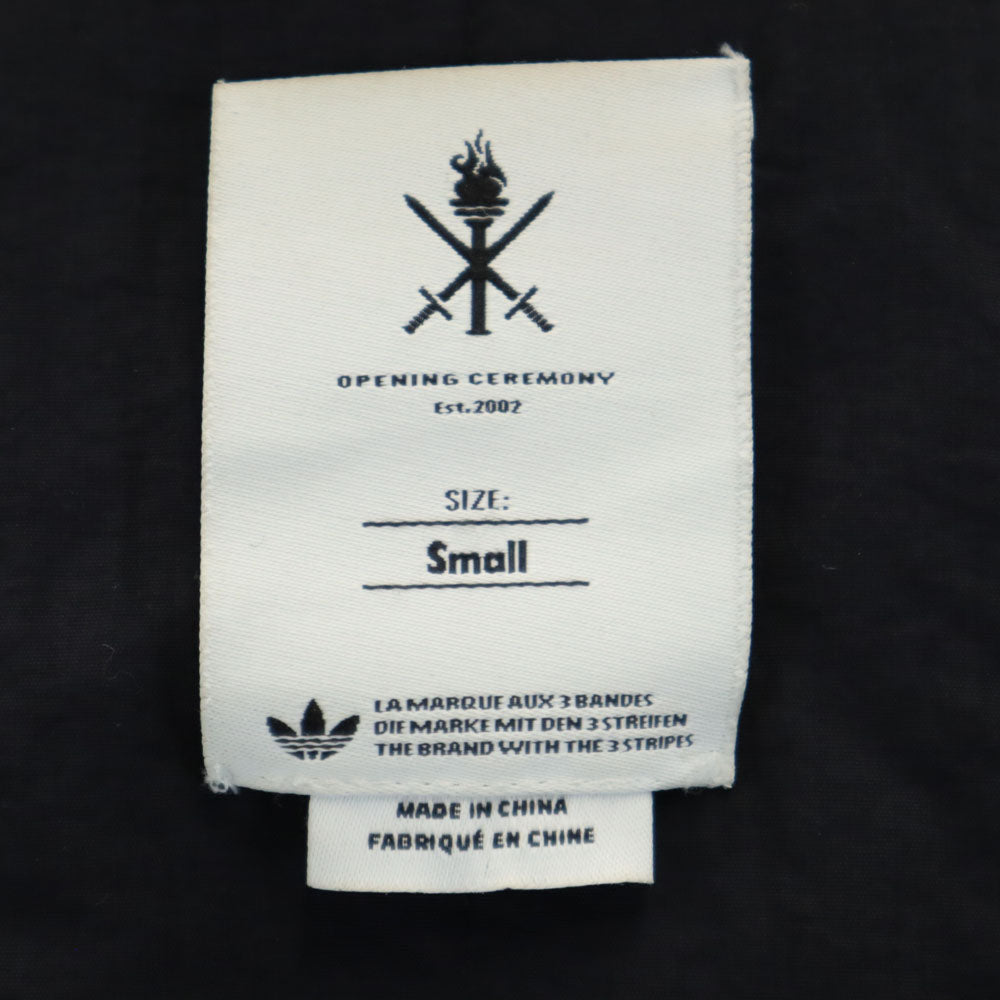 OPENING CEREMONY
Est.2002
SIZE:
Small
LA MARQUE AUX 3 BANDES
DIE MARKE MIT DEN 3 STREIFEN
THE BRAND WITH THE 3 STRIPES
MADE IN CHINA
FABRIQUÉ EN CHINE